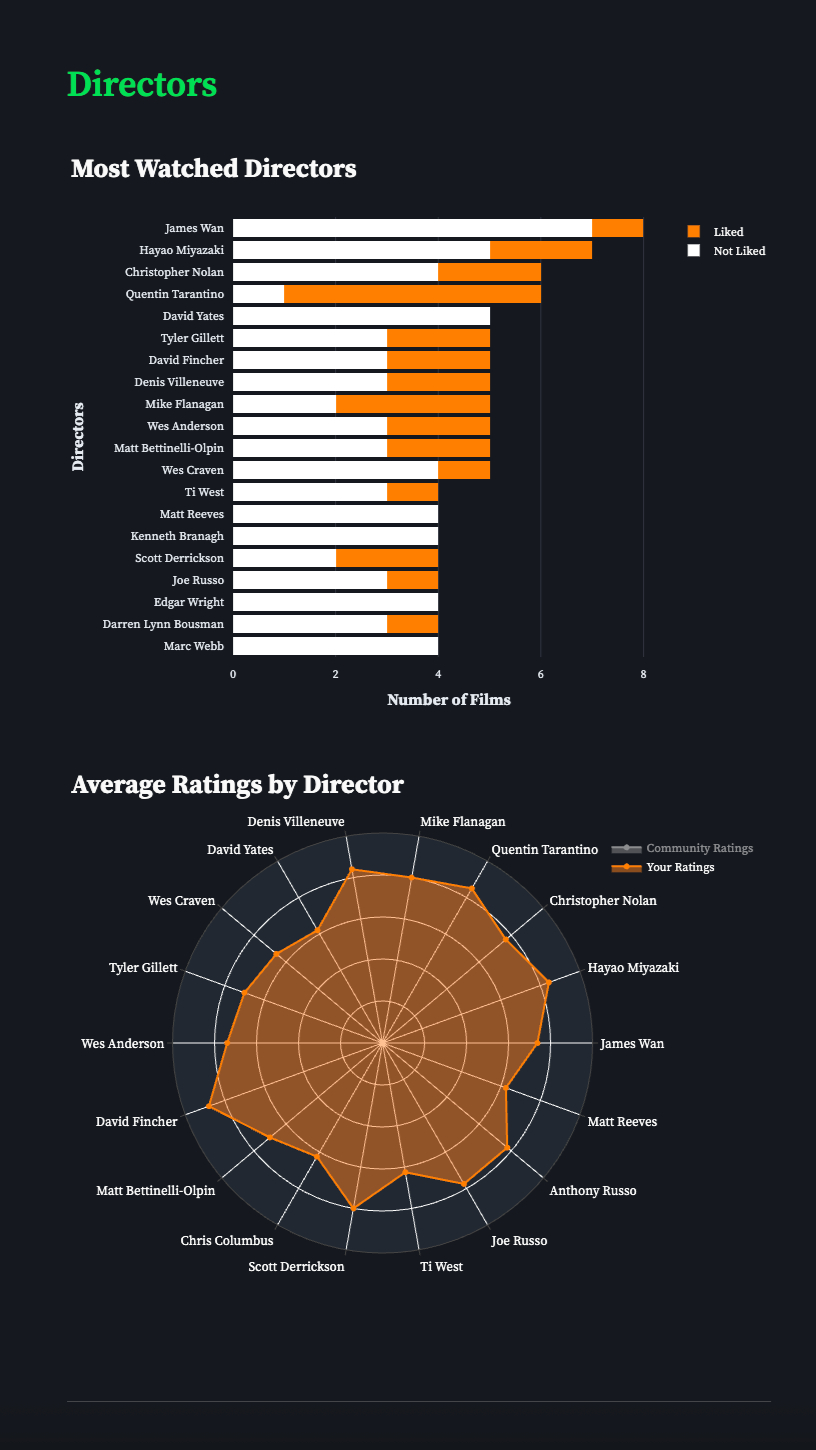 Directors
Most Watched Directors
Liked
Not Liked
James Wan
Hayao Miyazaki
Christopher Nolan
Quentin Tarantino
David Yates
Tyler Gillett
David Fincher
Denis Villeneuve
Mike Flanagan
Wes Anderson
Matt Bettinelli-Olpin
Wes Craven
Ti West
Matt Reeves
Kenneth Branagh
Scott Derrickson
Joe Russo
Edgar Wright
Darren Lynn Bousman
Marc Webb
Directors
0 2 4 6 8
Number of Films
Average Ratings by Director
Denis Villeneuve Mike Flanagan
David Yates Quentin Tarantino
Community Ratings
Your Ratings
Wes Craven Christopher Nolan
Tyler Gillett Hayao Miyazaki
Wes Anderson James Wan
David Fincher Matt Reeves
Matt Bettinelli-Olpin Anthony Russo
Chris Columbus Joe Russo
Scott Derrickson Ti West